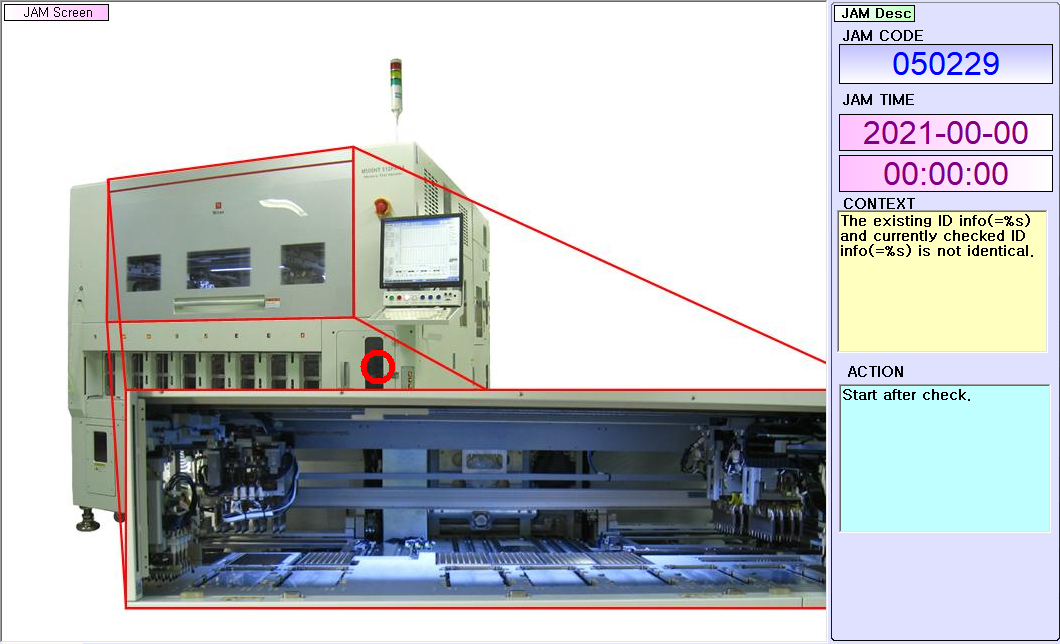 JAM Screen
JAM Desc
JAM CODE
050229
JAM TIME
2021-00-00
00:00:00
CONTEXT
The existing ID info(=%s)
and currently checked ID
info(=%s) is not identical.
ACTION
Start after check.